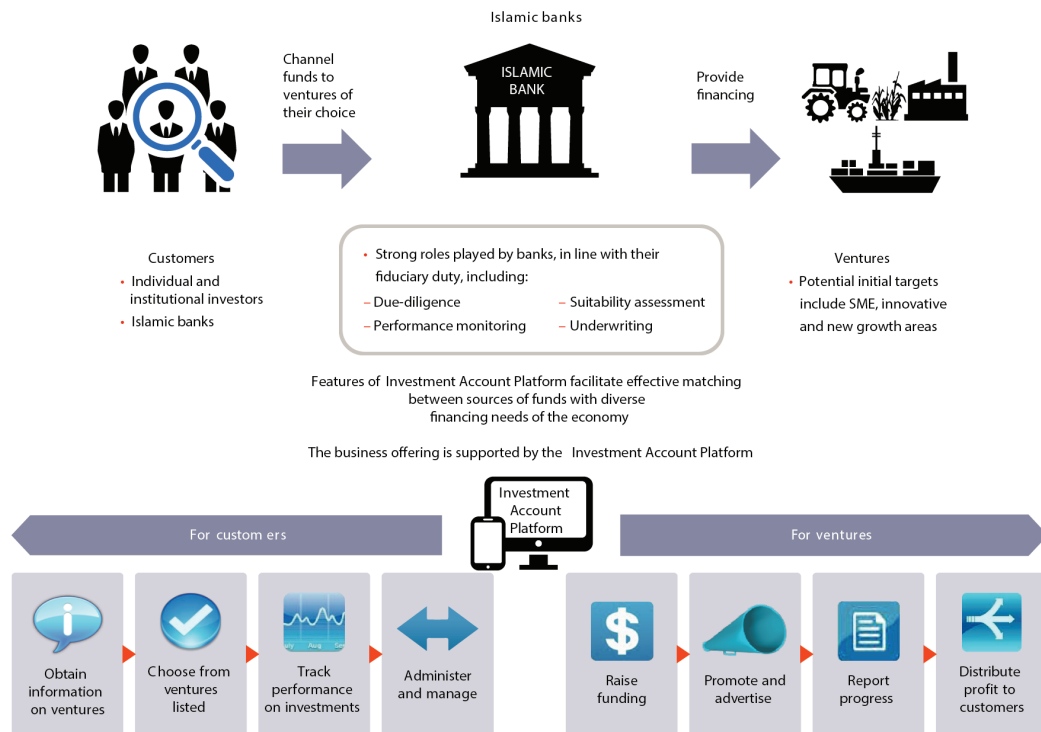 Islamic banks
Channel
funds to
ventures of
their choice
ISLAMIC
BANK
Provide
financing
Customers
• Individual and
institutional investors
• Islamic banks
• Strong roles played by banks, in line with their
fiduciary duty, including:
– Due-diligence
– Suitability assessment
– Performance monitoring
– Underwriting
Ventures
• Potential initial targets
include SME, innovative
and new growth areas
Features of Investment Account Platform facilitate effective matching
between sources of funds with diverse
financing needs of the economy
The business offering is supported by the Investment Account Platform
Investment
Account
Platform
For custom ers
For ventures
Obtain
information
on ventures
Choose from
ventures
listed
Aug
Track
performance
on investments
Administer
and manage
$
Raise
funding
Promote and
advertise
Report
progress
Distribute
profit to
customers